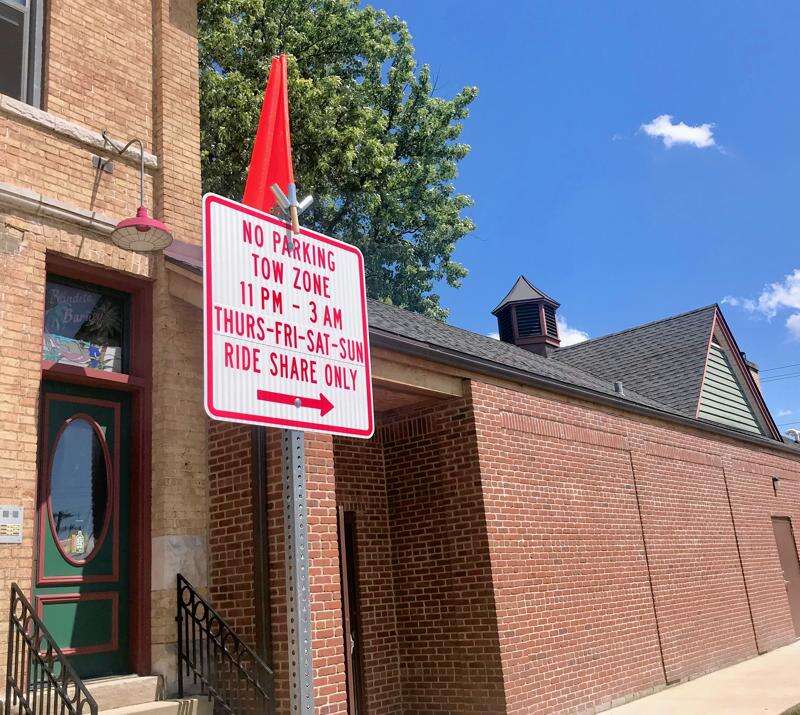 NO PARKING
TOW ZONE
11 PM - 3 AM
THURS-FRI-SAT-SUN
RIDE SHARE ONLY